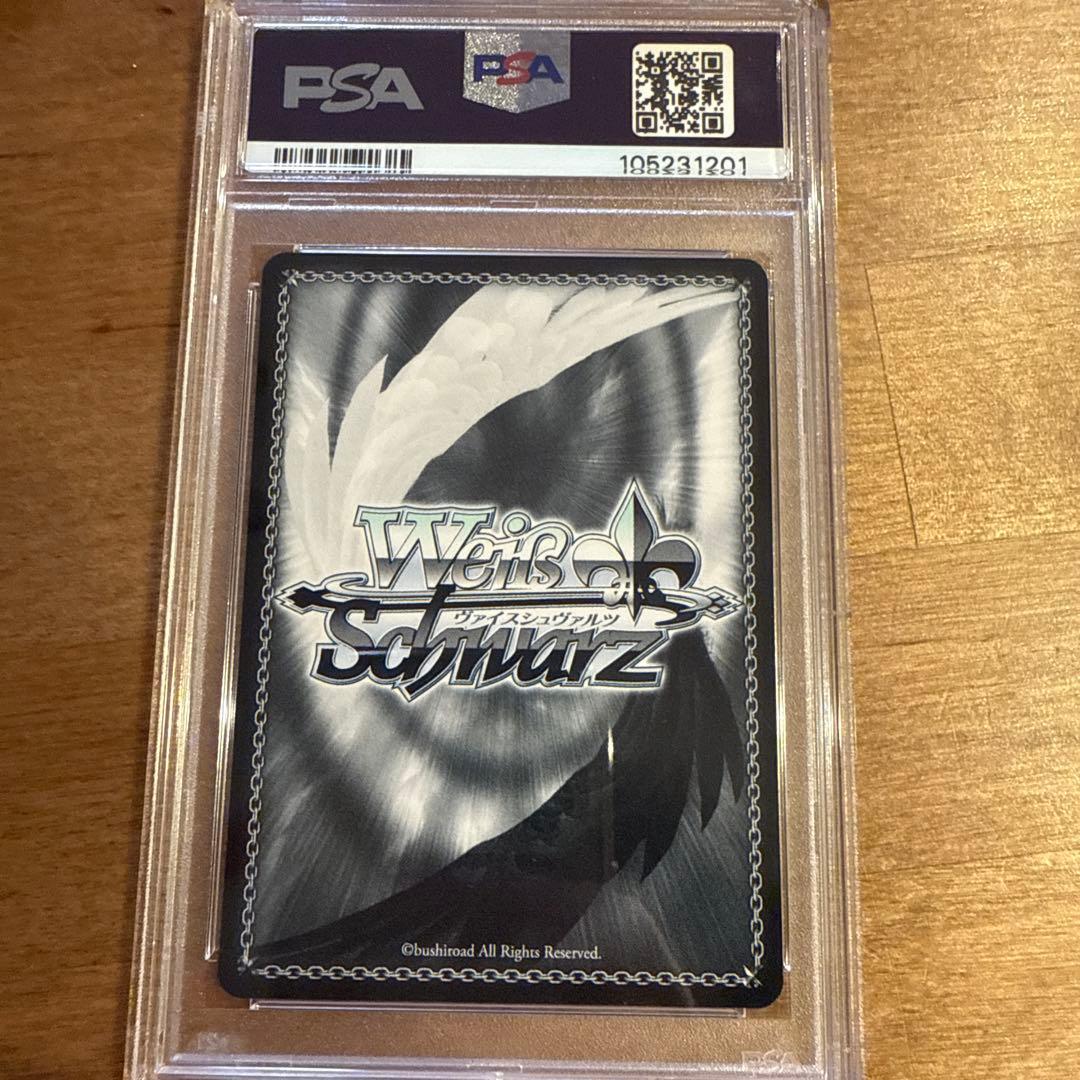 PSA
PSA
105231201
Weiß
ヴァイスシュヴァルツ
Schwarz
©bushiroad All Rights Reserved.
PSA